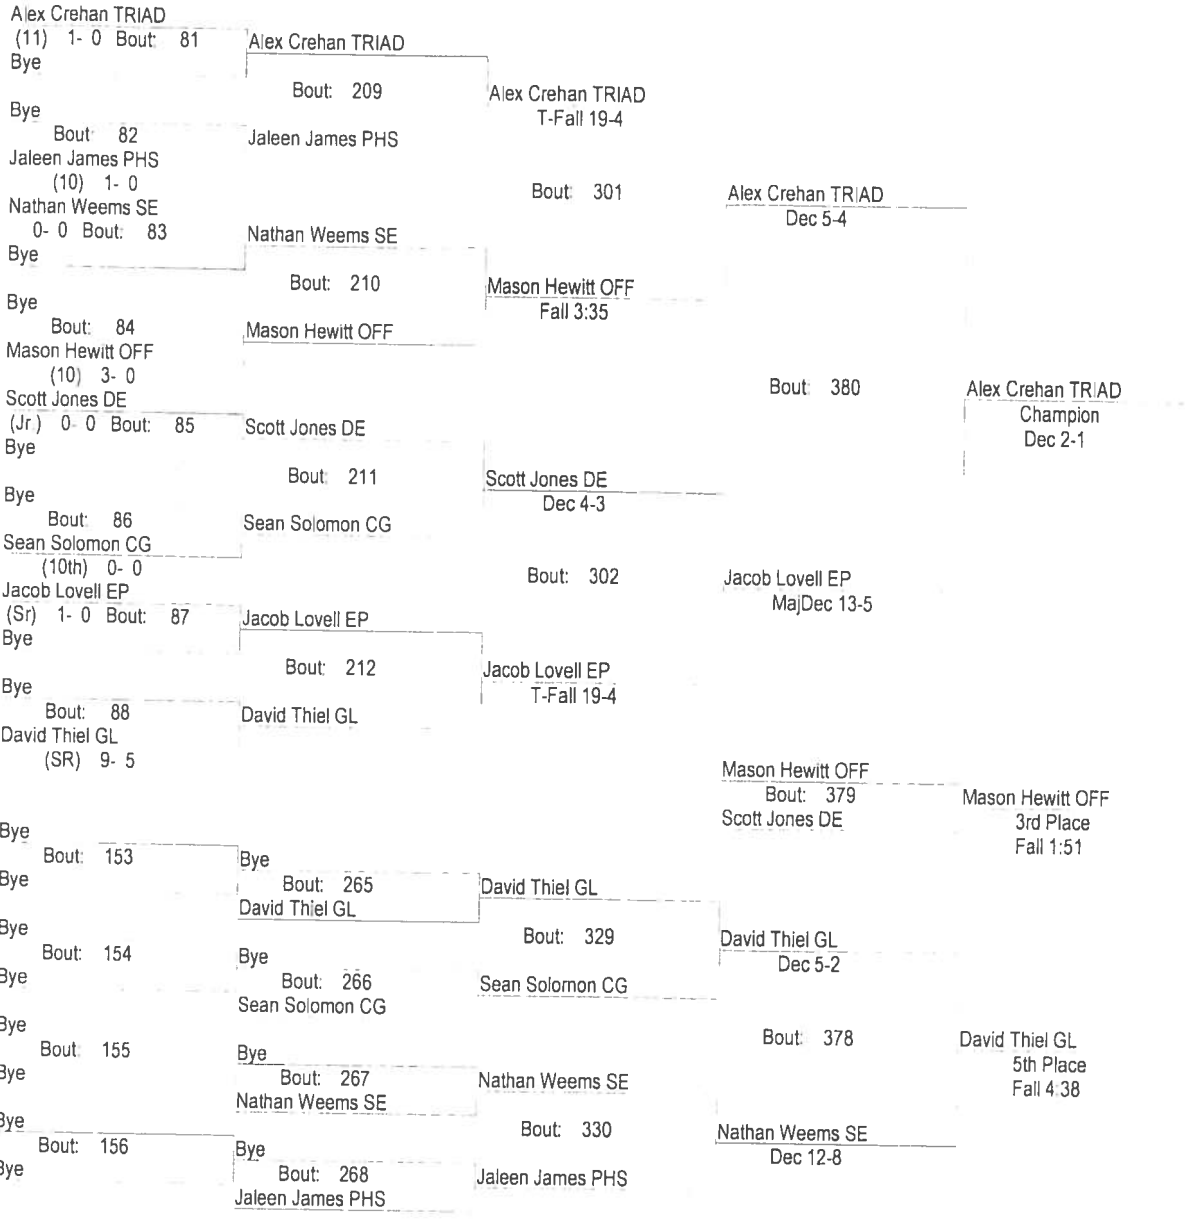 Alex Crehan TRIAD
(11) 1- 0 Bout: 81
Bye
Alex Crehan TRIAD
Bout: 209
Alex Crehan TRIAD
T-Fall 19-4
Bye
Bout: 82
Jaleen James PHS
(10) 1- 0
Jaleen James PHS
Bout: 301
Alex Crehan TRIAD
Dec 5-4
Nathan Weems SE
0- 0 Bout: 83
Bye
Nathan Weems SE
Bout: 210
Mason Hewitt OFF
Fall 3:35
Bye
Bout: 84
Mason Hewitt OFF
(10) 3- 0
Mason Hewitt OFF
Bout: 380
Alex Crehan TRIAD
Champion
Dec 2-1
Scott Jones DE
(Jr.) 0- 0 Bout: 85
Bye
Scott Jones DE
Bout: 211
Scott Jones DE
Dec 4-3
Bye
Bout: 86
Sean Solomon CG
(10th) 0- 0
Sean Solomon CG
Bout: 302
Jacob Lovell EP
MajDec 13-5
Jacob Lovell EP
(Sr) 1- 0 Bout: 87
Bye
Jacob Lovell EP
Bout: 212
Jacob Lovell EP
T-Fall 19-4
Bye
Bout: 88
David Thiel GL
(SR) 9- 5
David Thiel GL
Mason Hewitt OFF
Bout: 379
Scott Jones DE
Mason Hewitt OFF
3rd Place
Fall 1:51
Bye
Bout: 153
Bye
Bye
Bout: 265
David Thiel GL
David Thiel GL
Bout: 329
David Thiel GL
Dec 5-2
Bye
Bout: 154
Bye
Bye
Bout: 266
Sean Solomon CG
Sean Solomon CG
Bout: 378
David Thiel GL
5th Place
Fall 4:38
Bye
Bout: 155
Bye
Bye
Bout: 267
Nathan Weems SE
Nathan Weems SE
Bout: 330
Nathan Weems SE
Dec 12-8
Bye
Bout: 156
Bye
Bye
Bout: 268
Jaleen James PHS
Jaleen James PHS